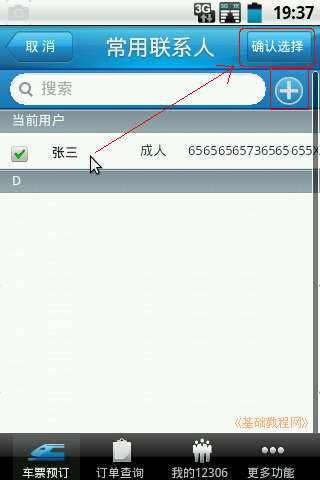 3G 3G 1X 19:37
取 消 常用联系人 确认选择
搜索
当前用户
张三 成人 65656565736565655X
D
《基础教程网》
车票预订 订单查询 我的12306 更多功能